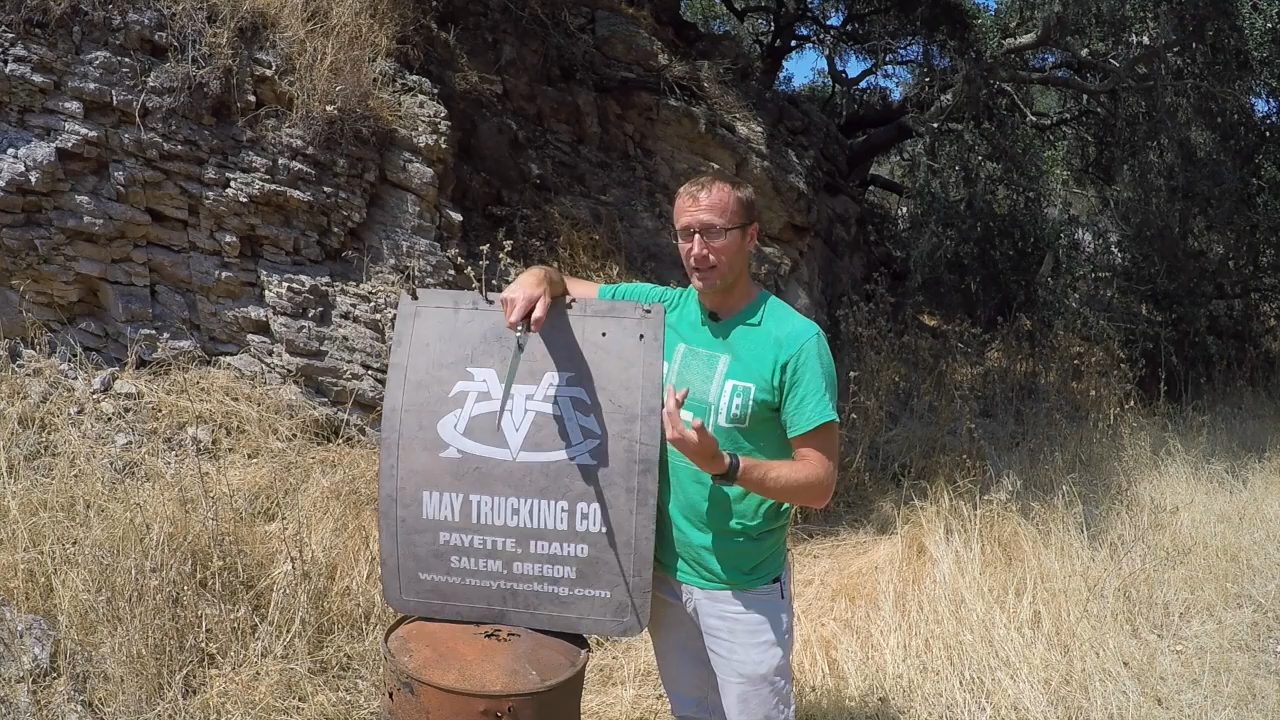 MAY TRUCKING CO.
PAYETTE, IDAHO
SALEM, OREGON
www.maytrucking.com